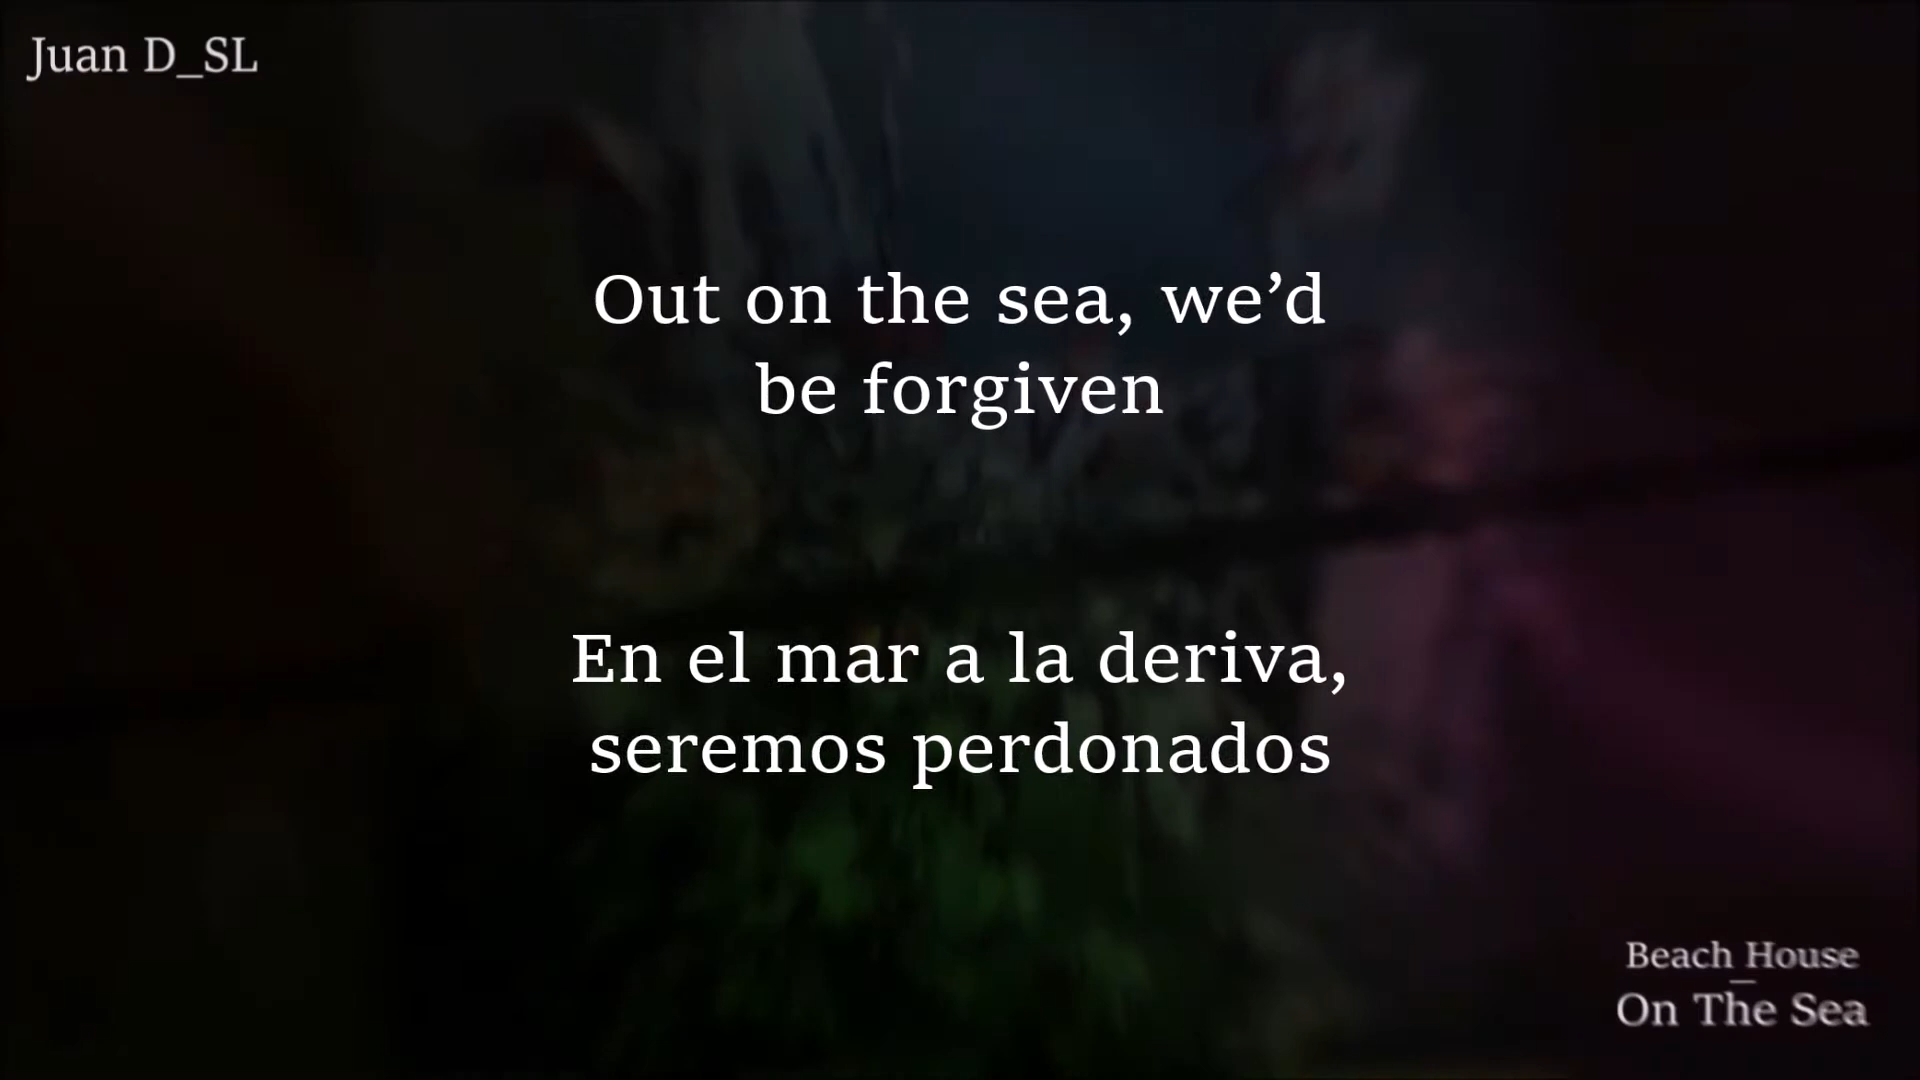 Juan D_SL
Out on the sea, we’d
be forgiven
En el mar a la deriva,
seremos perdonados
Beach House
—
On The Sea